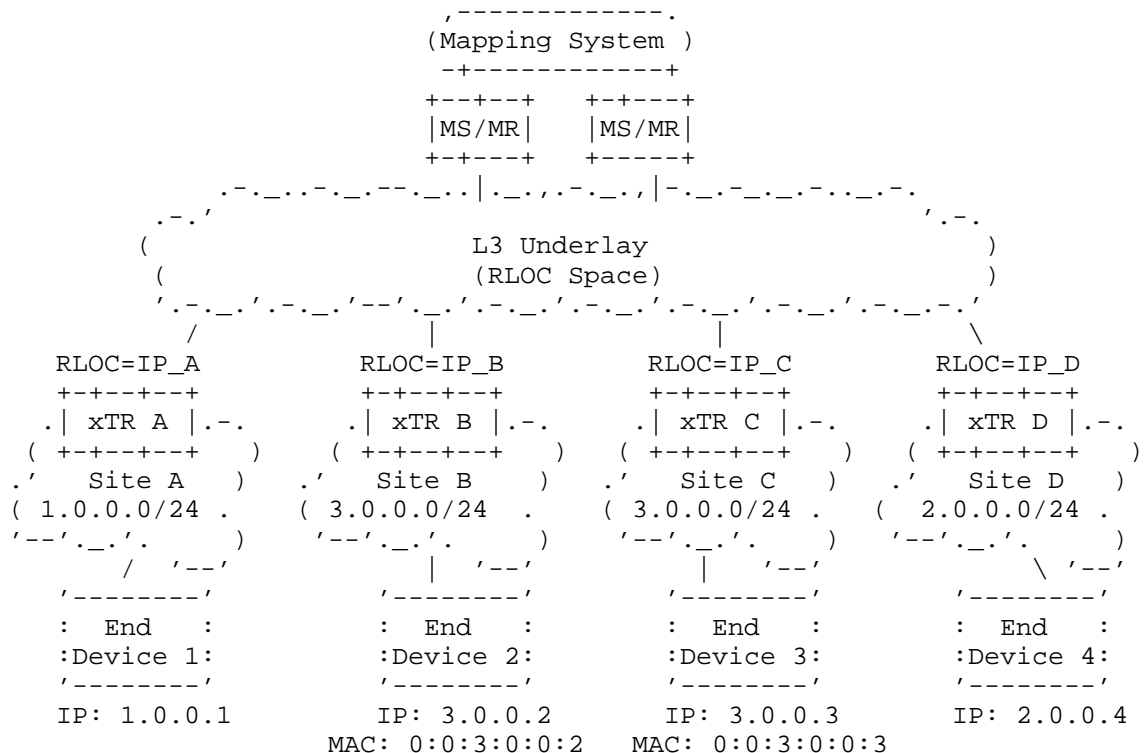 (Mapping System )
|MS/MR| |MS/MR|
L3 Underlay
(RLOC Space)
RLOC=IP_A RLOC=IP_B RLOC=IP_C RLOC=IP_D
xTR A xTR B xTR C xTR D
Site A Site B Site C Site D
1.0.0.0/24 3.0.0.0/24 3.0.0.0/24 2.0.0.0/24
: End : : End : : End : : End :
:Device 1: :Device 2: :Device 3: :Device 4:
IP: 1.0.0.1 IP: 3.0.0.2 IP: 3.0.0.3 IP: 2.0.0.4
MAC: 0:0:3:0:0:2 MAC: 0:0:3:0:0:3